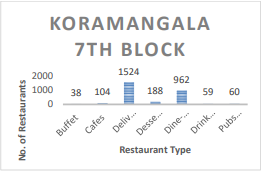 KORAMANGALA
7TH BLOCK
No. of Restaurants
2000
1000
0
38 104 1524 188 962 59 60
Buffet Cafes Deliv... Desse... Dine-... Drink... Pubs...
Restaurant Type